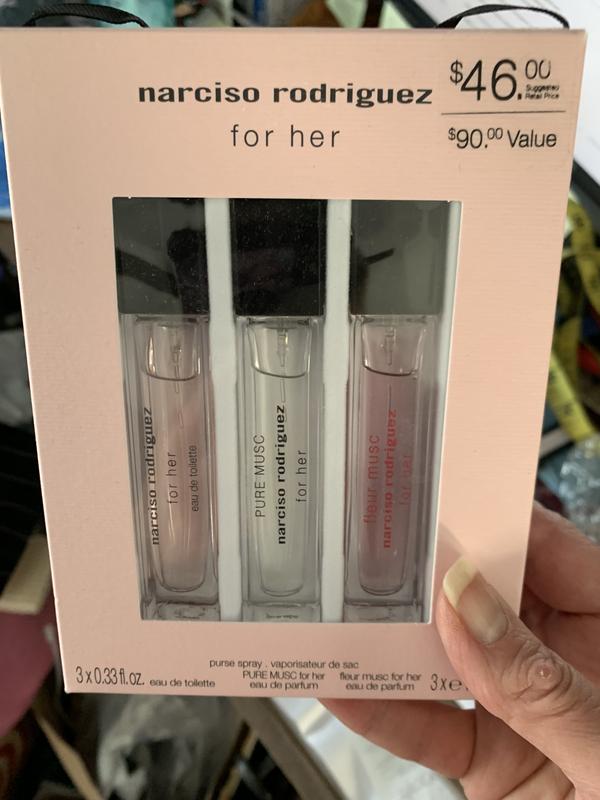 narciso rodriguez
for her
$46.00
Suggested
Retail Price
$90.00 Value
narciso rodriguez
for her
eau de toilette
PURE MUSC
narciso rodriguez
for her
fleur musc
narciso rodriguez
for her
purse spray . vaporisateur de sac
3 x 0.33 fl.oz. eau de toilette
PURE MUSC for her
eau de parfum
fleur musc for her
eau de parfum
3 x e